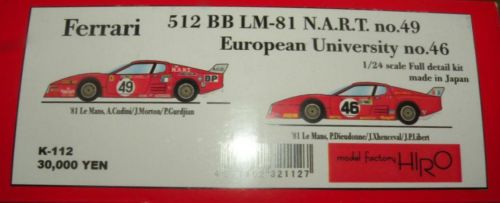 Ferrari
512 BB LM-81 N.A.R.T. no.49
European University no.46
1/24 scale Full detail kit
made in Japan
N.A.R.T
49
BP
46
'81 Le Mans, A.Cudini/J.Morton/P.Gurdjian
'81 Le Mans, P.Dieudonne/J.Xhenceval/J.P.Libert
K-112
30,000 YEN
model factory HIRO